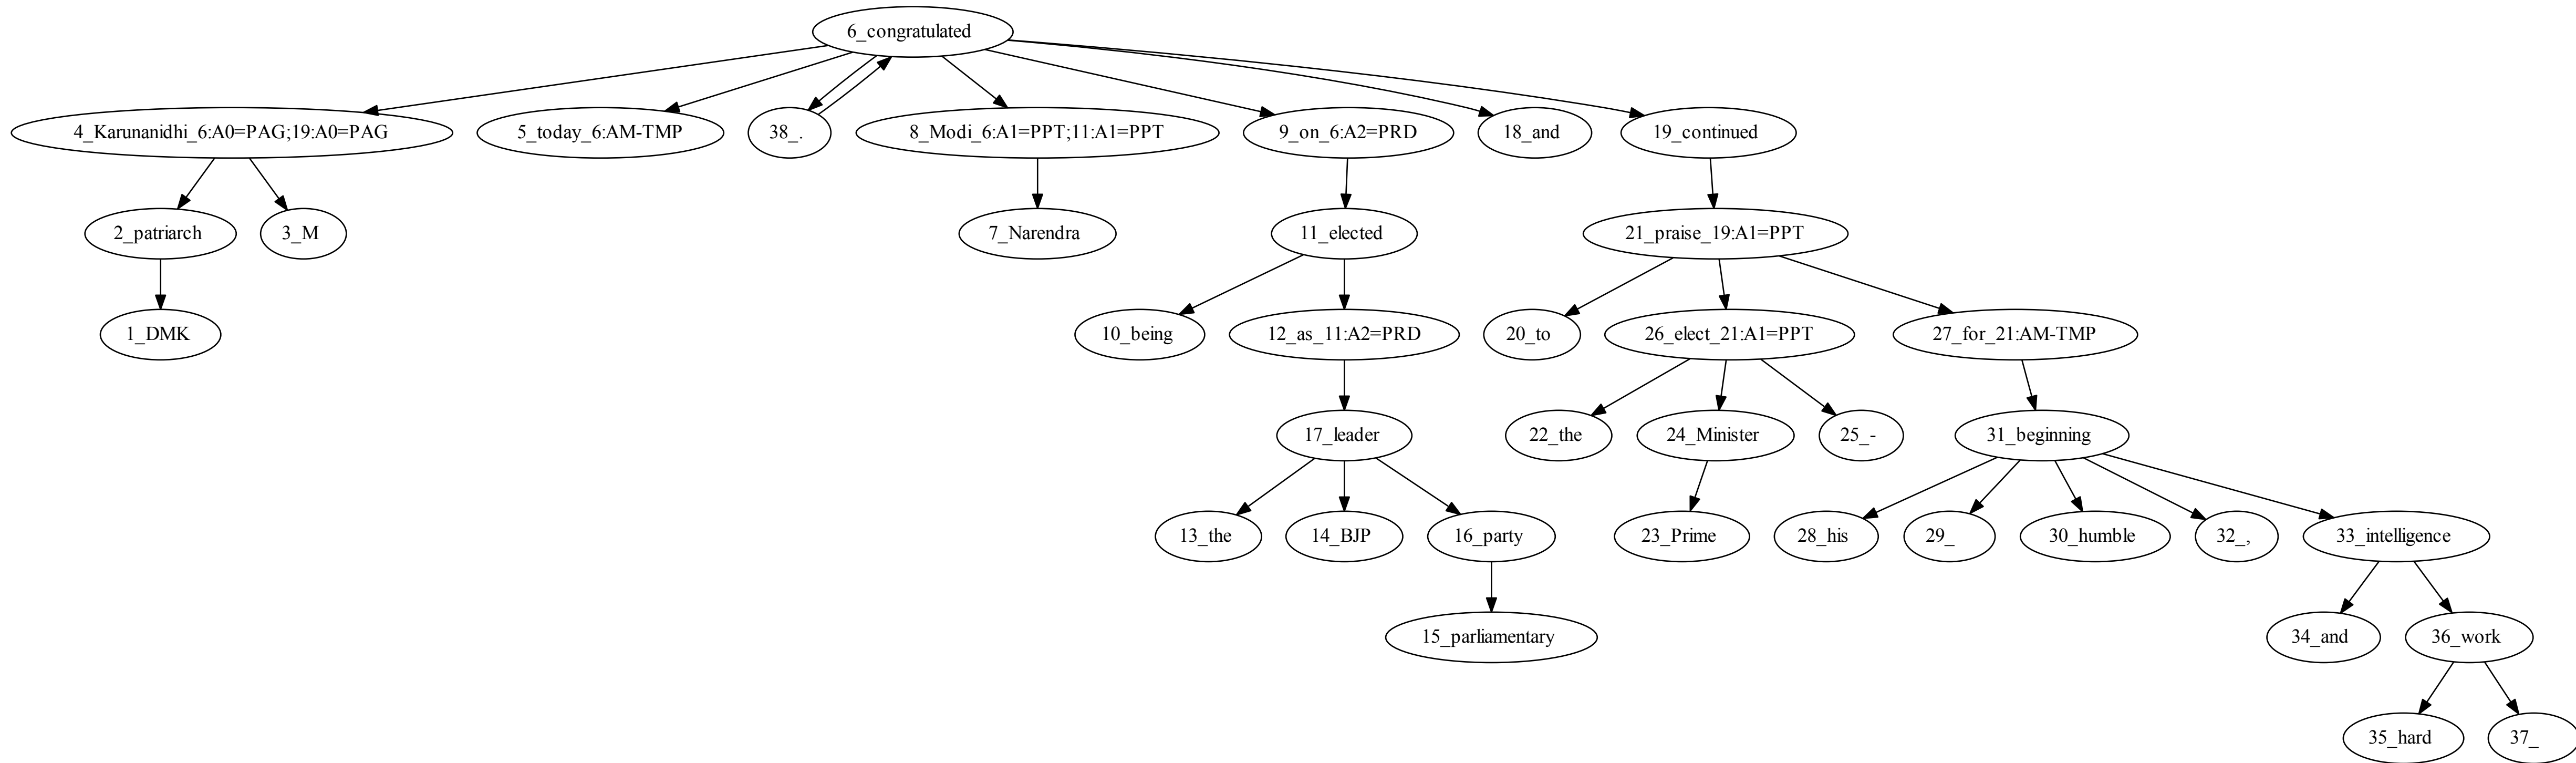 6_congratulated
4_Karunanidhi_6:A0=PAG;19:A0=PAG
5_today_6:AM-TMP
38_.
8_Modi_6:A1=PPT;11:A1=PPT
9_on_6:A2=PRD
18_and
19_continued
2_patriarch
3_M
7_Narendra
11_elected
21_praise_19:A1=PPT
1_DMK
10_being
12_as_11:A2=PRD
20_to
26_elect_21:A1=PPT
27_for_21:AM-TMP
17_leader
22_the
24_Minister
25_-
31_beginning
13_the
14_BJP
16_party
23_Prime
28_his
29_
30_humble
32_,
33_intelligence
15_parliamentary
34_and
36_work
35_hard
37_